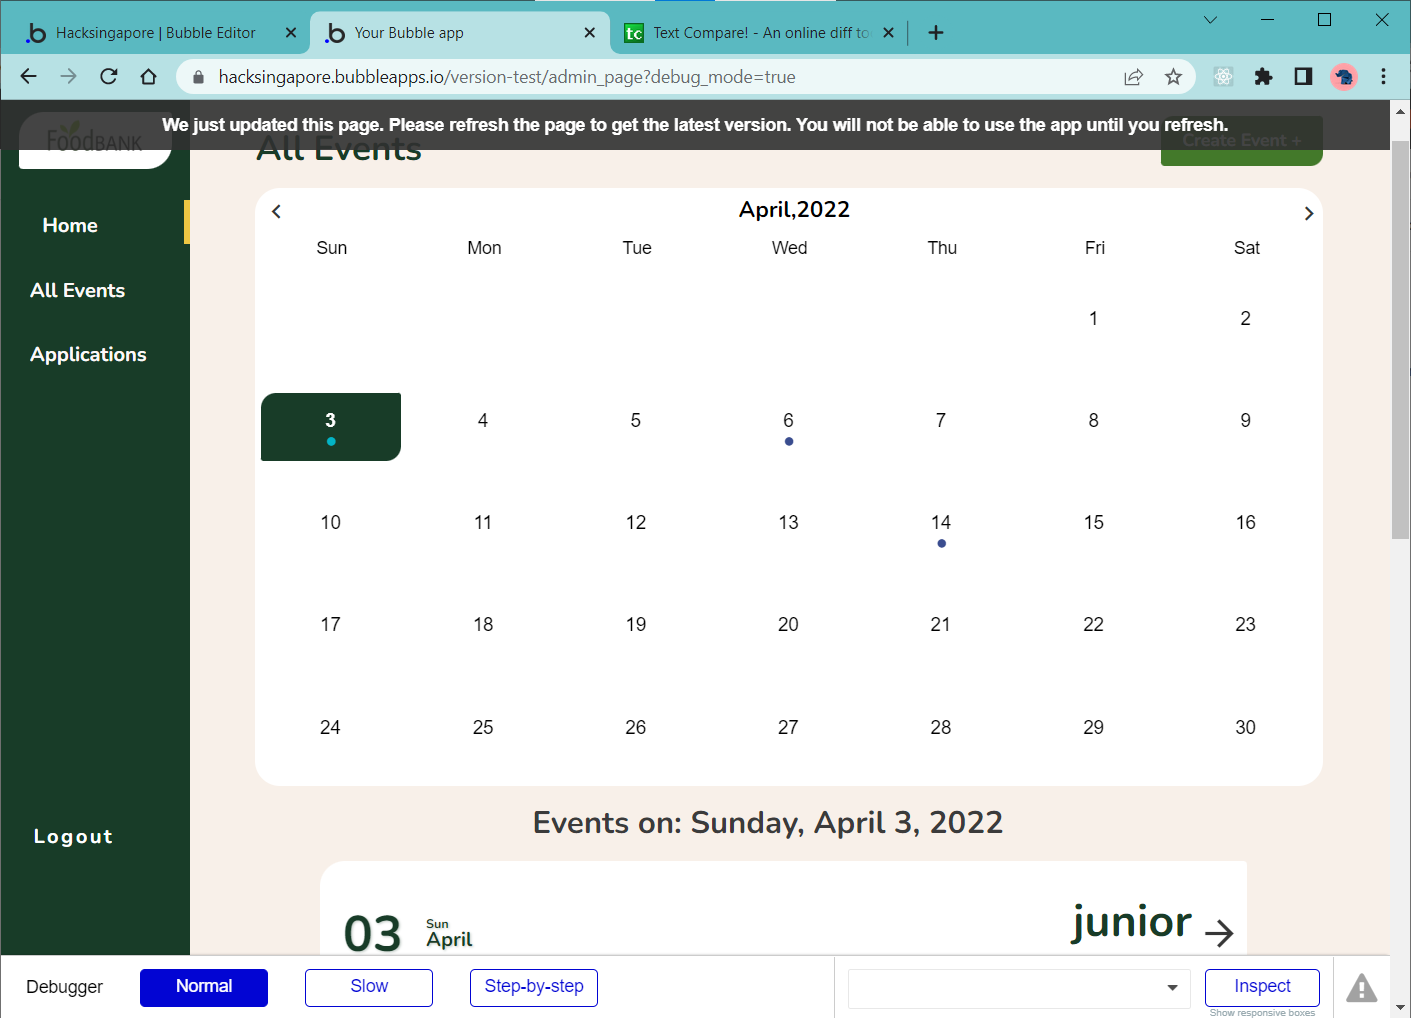 Hacksingapore | Bubble Editor
Your Bubble app
Text Compare! - An online diff to
hacksingapore.bubbleapps.io/version-test/admin_page?debug_mode=true
We just updated this page. Please refresh the page to get the latest version. You will not be able to use the app until you refresh.
FOODBANK
All Events
Create Event +
Home
All Events
Applications
Logout
April,2022
Sun Mon Tue Wed Thu Fri Sat
1 2
3 4 5 6 7 8 9
10 11 12 13 14 15 16
17 18 19 20 21 22 23
24 25 26 27 28 29 30
Events on: Sunday, April 3, 2022
03
Sun
April
junior
Debugger
Normal
Slow
Step-by-step
Inspect
Show responsive boxes